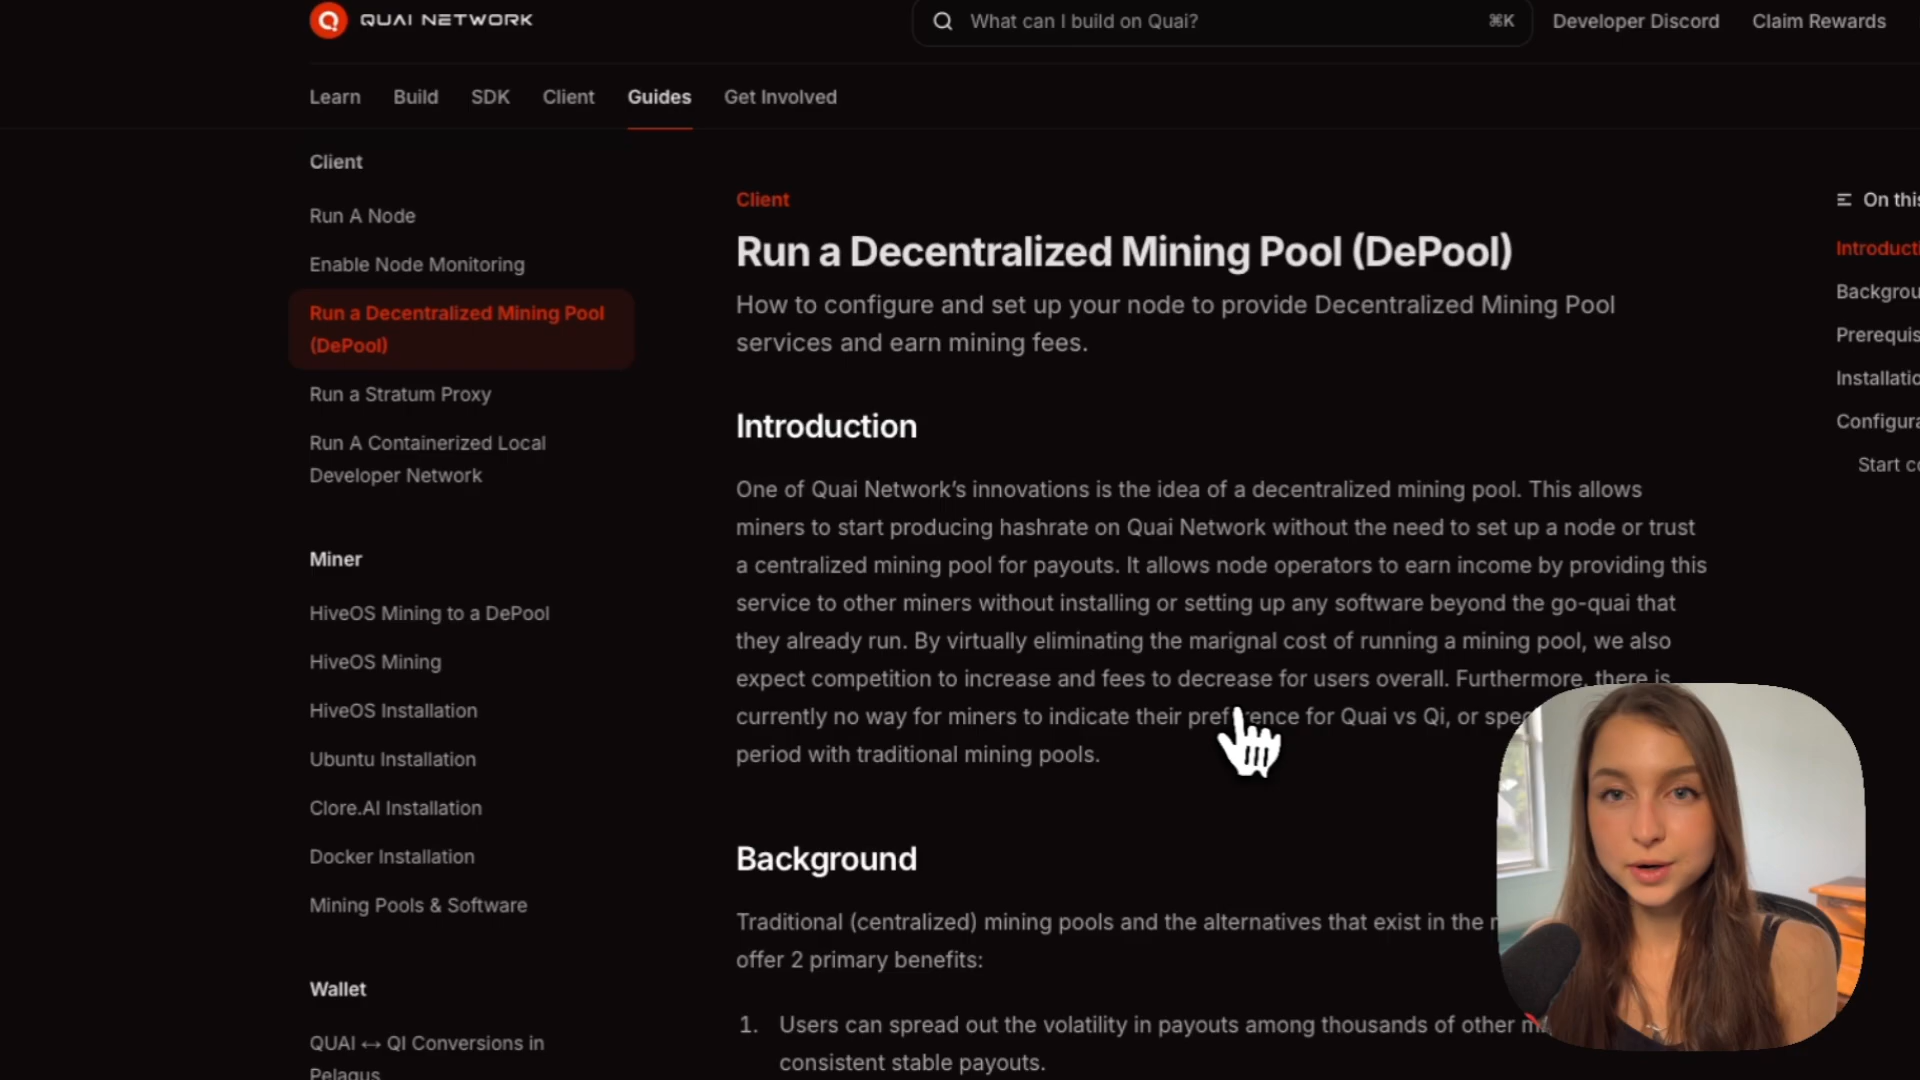 QUAI NETWORK
What can I build on Quai?
⌘K
Developer Discord
Claim Rewards
Learn
Build
SDK
Client
Guides
Get Involved
Client
Run A Node
Enable Node Monitoring
Run a Decentralized Mining Pool
(DePool)
Run a Stratum Proxy
Run A Containerized Local
Developer Network
Miner
HiveOS Mining to a DePool
HiveOS Mining
HiveOS Installation
Ubuntu Installation
Clore.AI Installation
Docker Installation
Mining Pools & Software
Wallet
QUAI ↔ QI Conversions in
Pelagus
Client
Run a Decentralized Mining Pool (DePool)
How to configure and set up your node to provide Decentralized Mining Pool
services and earn mining fees.
Introduction
One of Quai Network’s innovations is the idea of a decentralized mining pool. This allows
miners to start producing hashrate on Quai Network without the need to set up a node or trust
a centralized mining pool for payouts. It allows node operators to earn income by providing this
service to other miners without installing or setting up any software beyond the go-quai that
they already run. By virtually eliminating the marignal cost of running a mining pool, we also
expect competition to increase and fees to decrease for users overall. Furthermore, there is
currently no way for miners to indicate their preference for Quai vs Qi, or
period with traditional mining pools.
Background
Traditional (centralized) mining pools and the alternatives that exist in the
offer 2 primary benefits:
1. Users can spread out the volatility in payouts among thousands of other
consistent stable payouts.
On this